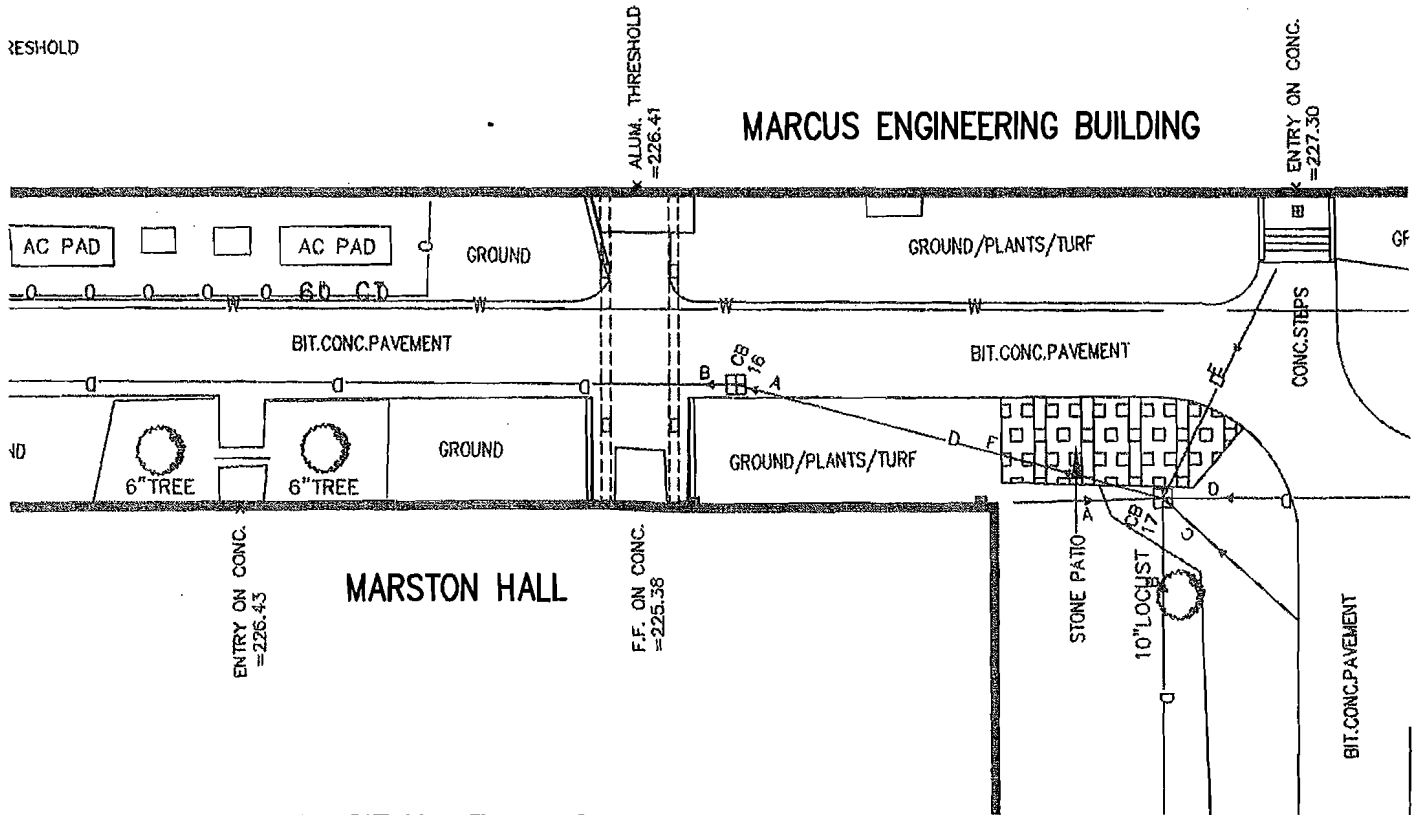 RESHOLD
ALUM. THRESHOLD
=226.41
MARCUS ENGINEERING BUILDING
ENTRY ON CONC.
=227.30
AC PAD
AC PAD
GROUND
GROUND/PLANTS/TURF
W
W
W
W
BIT.CONC.PAVEMENT
BIT.CONC.PAVEMENT
CONC.STEPS
CB
16
B
A
D
D
D
D
F
E
ND
6"TREE
6"TREE
GROUND
GROUND/PLANTS/TURF
D
D
A
CB
17
C
ENTRY ON CONC.
=226.43
MARSTON HALL
F.F. ON CONC.
=225.38
STONE PATIO
10"LOCUST
B
D
BIT.CONC.PAVEMENT